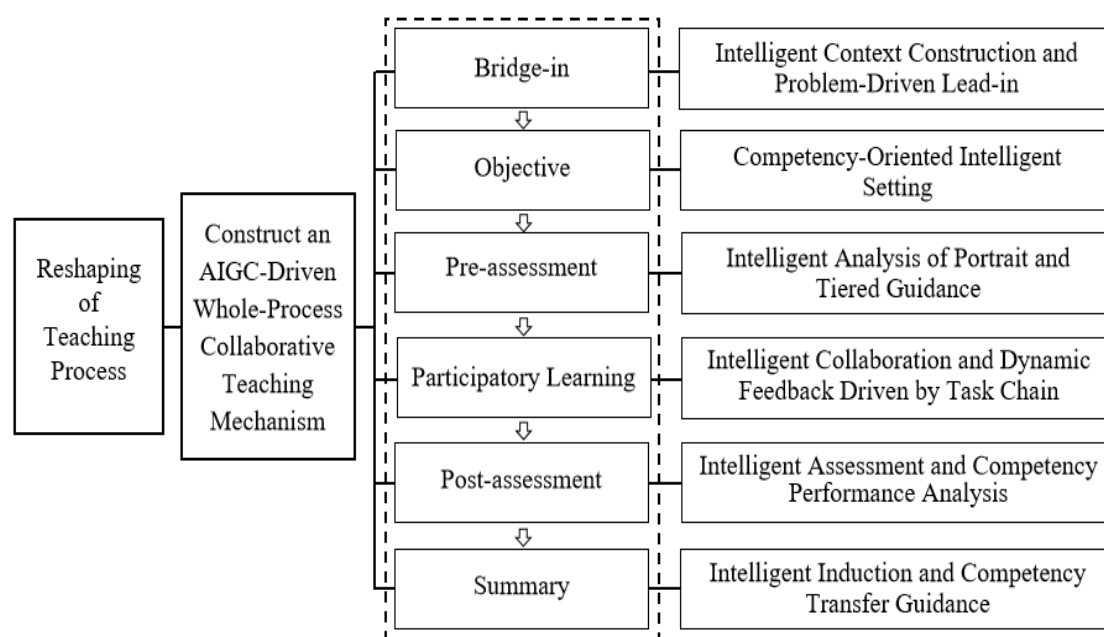 Reshaping
of
Teaching
Process
Construct an
AIGC-Driven
Whole-Process
Collaborative
Teaching
Mechanism
Bridge-in
Intelligent Context Construction and
Problem-Driven Lead-in
Objective
Competency-Oriented Intelligent
Setting
Pre-assessment
Intelligent Analysis of Portrait and
Tiered Guidance
Participatory Learning
Intelligent Collaboration and Dynamic
Feedback Driven by Task Chain
Post-assessment
Intelligent Assessment and Competency
Performance Analysis
Summary
Intelligent Induction and Competency
Transfer Guidance